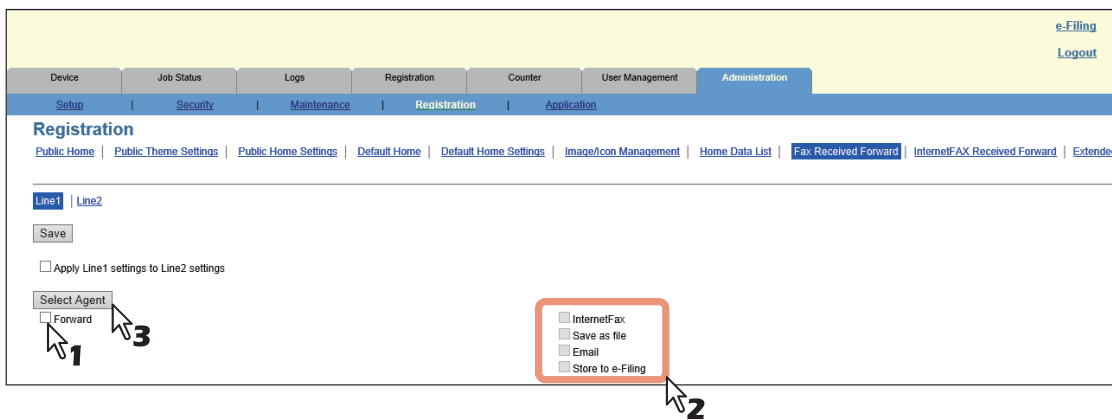 e-Filing
Logout
Device Job Status Logs Registration Counter User Management Administration
Setup | Security | Maintenance | Registration | Application
Registration
Public Home | Public Theme Settings | Public Home Settings | Default Home | Default Home Settings | Image/Icon Management | Home Data List | Fax Received Forward | InternetFAX Received Forward | Extende
Line1 | Line2
Save
Apply Line1 settings to Line2 settings
Select Agent
Forward
InternetFax
Save as file
Email
Store to e-Filing
3
1
2